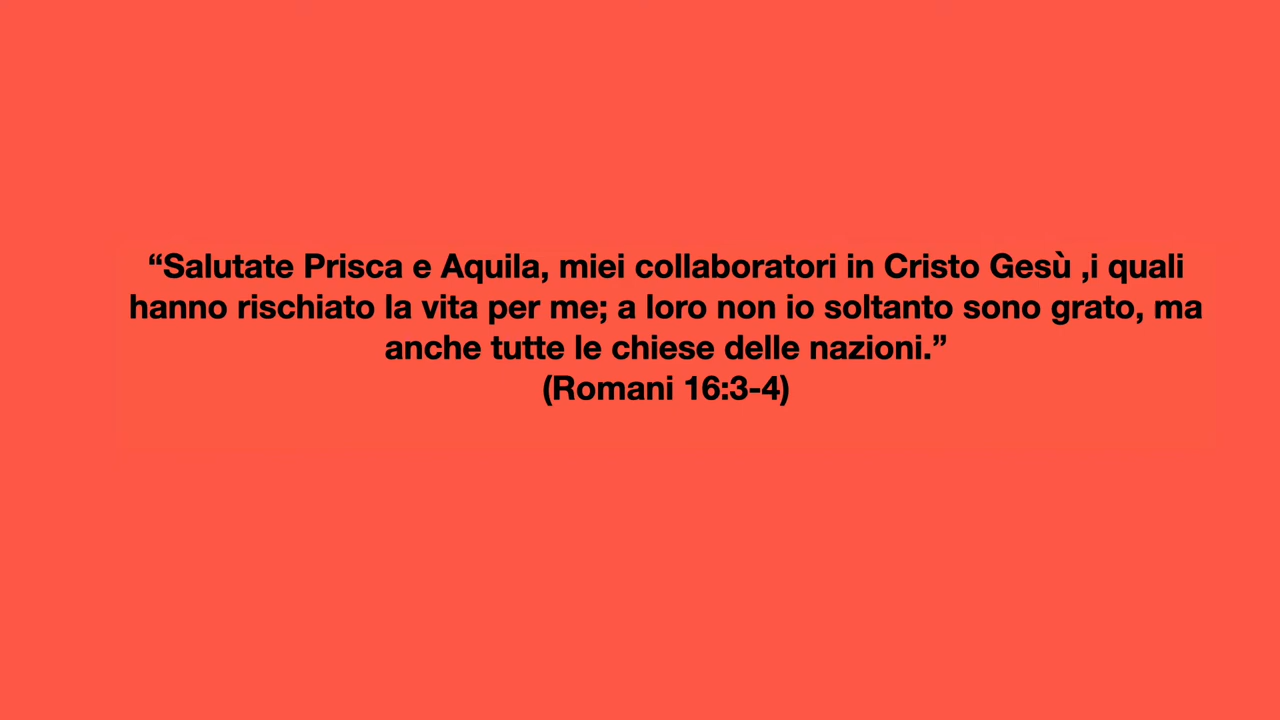 “Salutate Prisca e Aquila, miei collaboratori in Cristo Gesù ,i quali
hanno rischiato la vita per me; a loro non io soltanto sono grato, ma
anche tutte le chiese delle nazioni.”
(Romani 16:3-4)